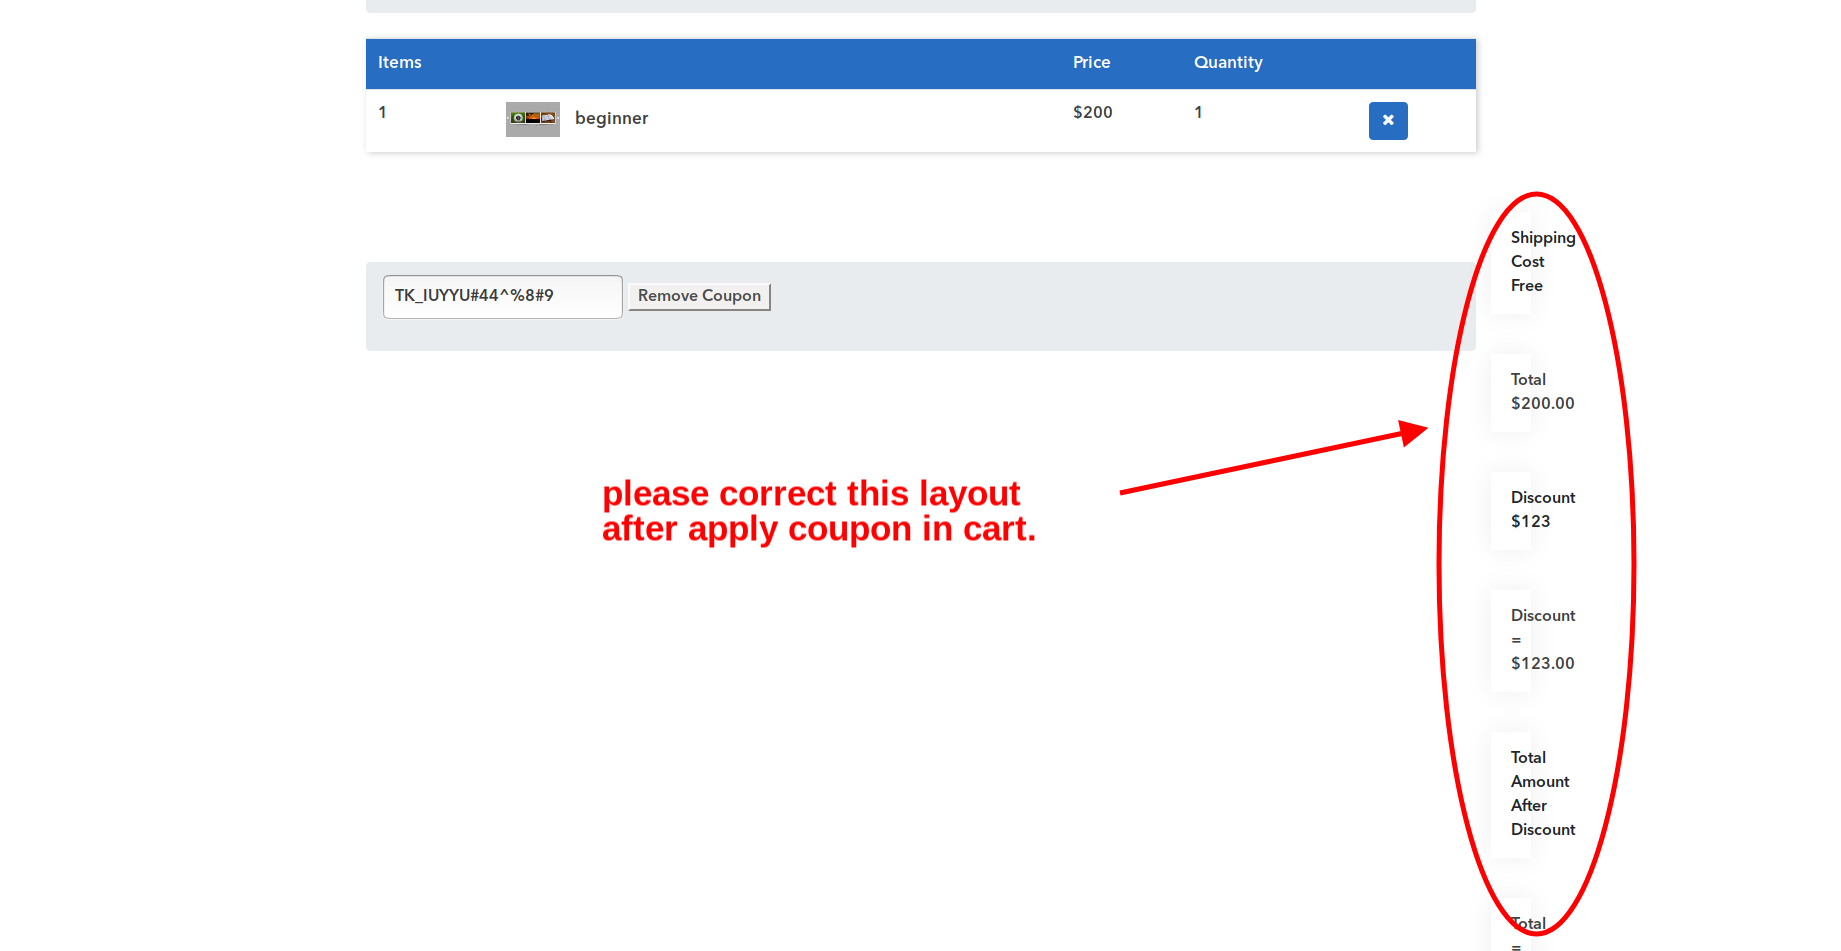 Items Price Quantity
1 beginner $200 1
TK_IUYYU#44^%8#9 Remove Coupon
please correct this layout
after apply coupon in cart.
Shipping
Cost
Free
Total
$200.00
Discount
$123
Discount
=
$123.00
Total
Amount
After
Discount
Total
=